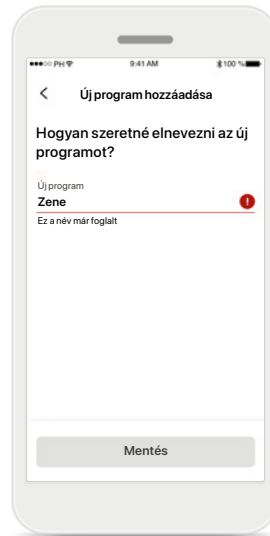 PH 9:41 AM 100 %
Új program hozzáadása
Hogyan szeretné elnevezni az új
programot?
Új program
Zene
Ez a név már foglalt
Mentés